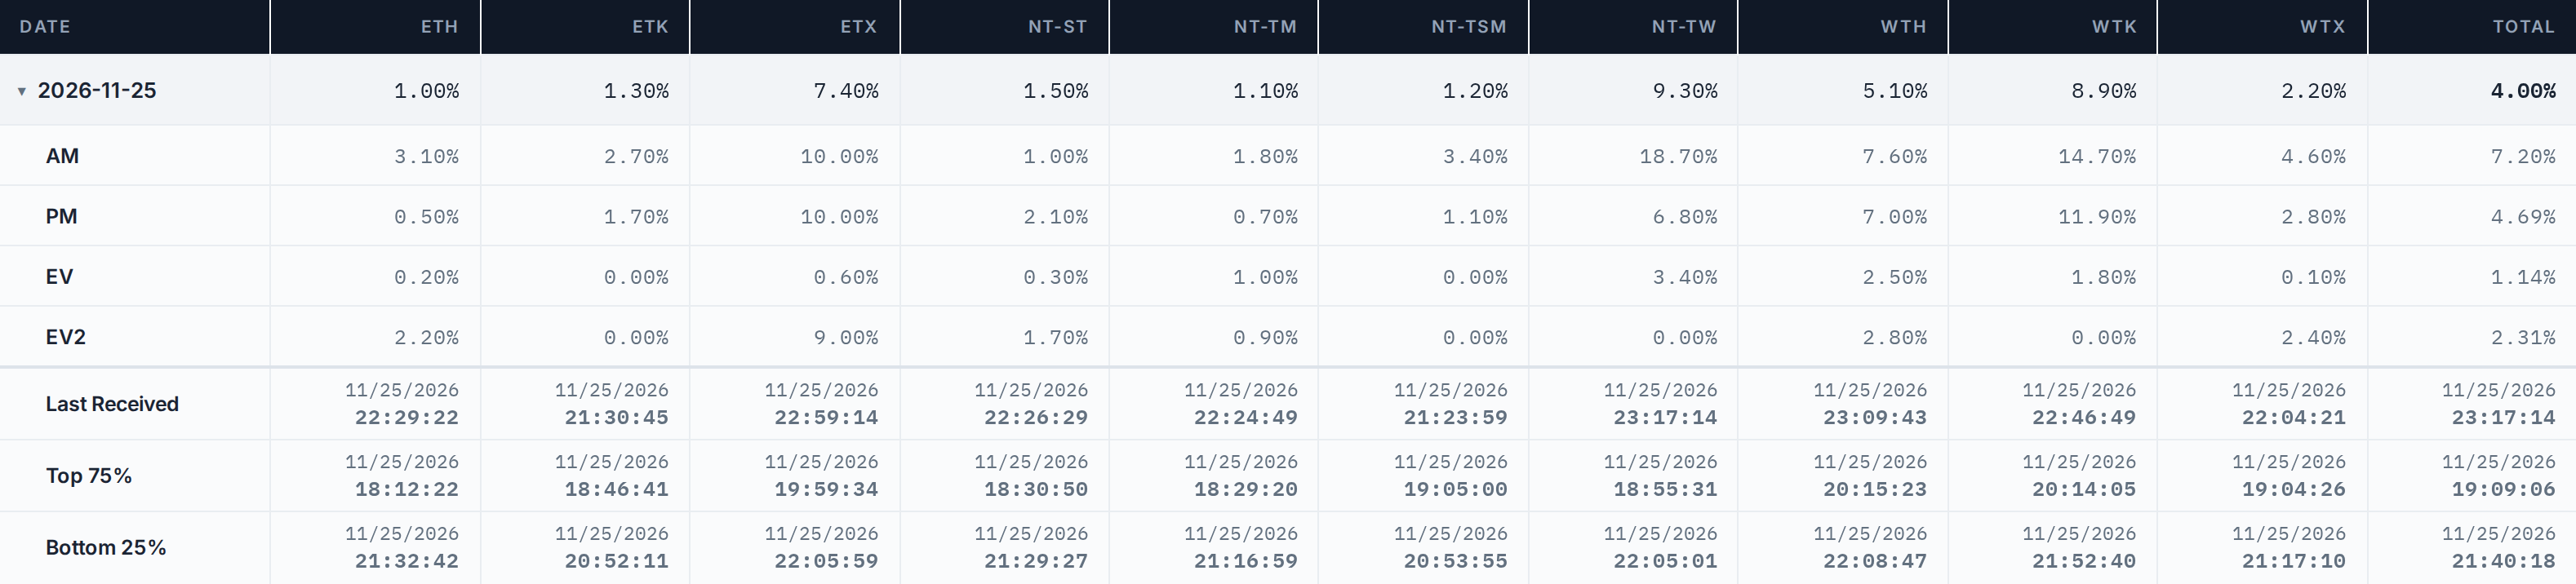 DATE ETH ETK ETX NT-ST NT-TM NT-TSM NT-TW WTH WTK WTX TOTAL
▼ 2026-11-25 1.00% 1.30% 7.40% 1.50% 1.10% 1.20% 9.30% 5.10% 8.90% 2.20% 4.00%
AM 3.10% 2.70% 10.00% 1.00% 1.80% 3.40% 18.70% 7.60% 14.70% 4.60% 7.20%
PM 0.50% 1.70% 10.00% 2.10% 0.70% 1.10% 6.80% 7.00% 11.90% 2.80% 4.69%
EV 0.20% 0.00% 0.60% 0.30% 1.00% 0.00% 3.40% 2.50% 1.80% 0.10% 1.14%
EV2 2.20% 0.00% 9.00% 1.70% 0.90% 0.00% 0.00% 2.80% 0.00% 2.40% 2.31%
11/25/2026 11/25/2026 11/25/2026 11/25/2026 11/25/2026 11/25/2026 11/25/2026 11/25/2026 11/25/2026 11/25/2026 11/25/2026
Last Received
22:29:22 21:30:45 22:59:14 22:26:29 22:24:49 21:23:59 23:17:14 23:09:43 22:46:49 22:04:21 23:17:14
11/25/2026 11/25/2026 11/25/2026 11/25/2026 11/25/2026 11/25/2026 11/25/2026 11/25/2026 11/25/2026 11/25/2026 11/25/2026
Top 75%
18:12:22 18:46:41 19:59:34 18:30:50 18:29:20 19:05:00 18:55:31 20:15:23 20:14:05 19:04:26 19:09:06
11/25/2026 11/25/2026 11/25/2026 11/25/2026 11/25/2026 11/25/2026 11/25/2026 11/25/2026 11/25/2026 11/25/2026 11/25/2026
Bottom 25%
21:32:42 20:52:11 22:05:59 21:29:27 21:16:59 20:53:55 22:05:01 22:08:47 21:52:40 21:17:10 21:40:18